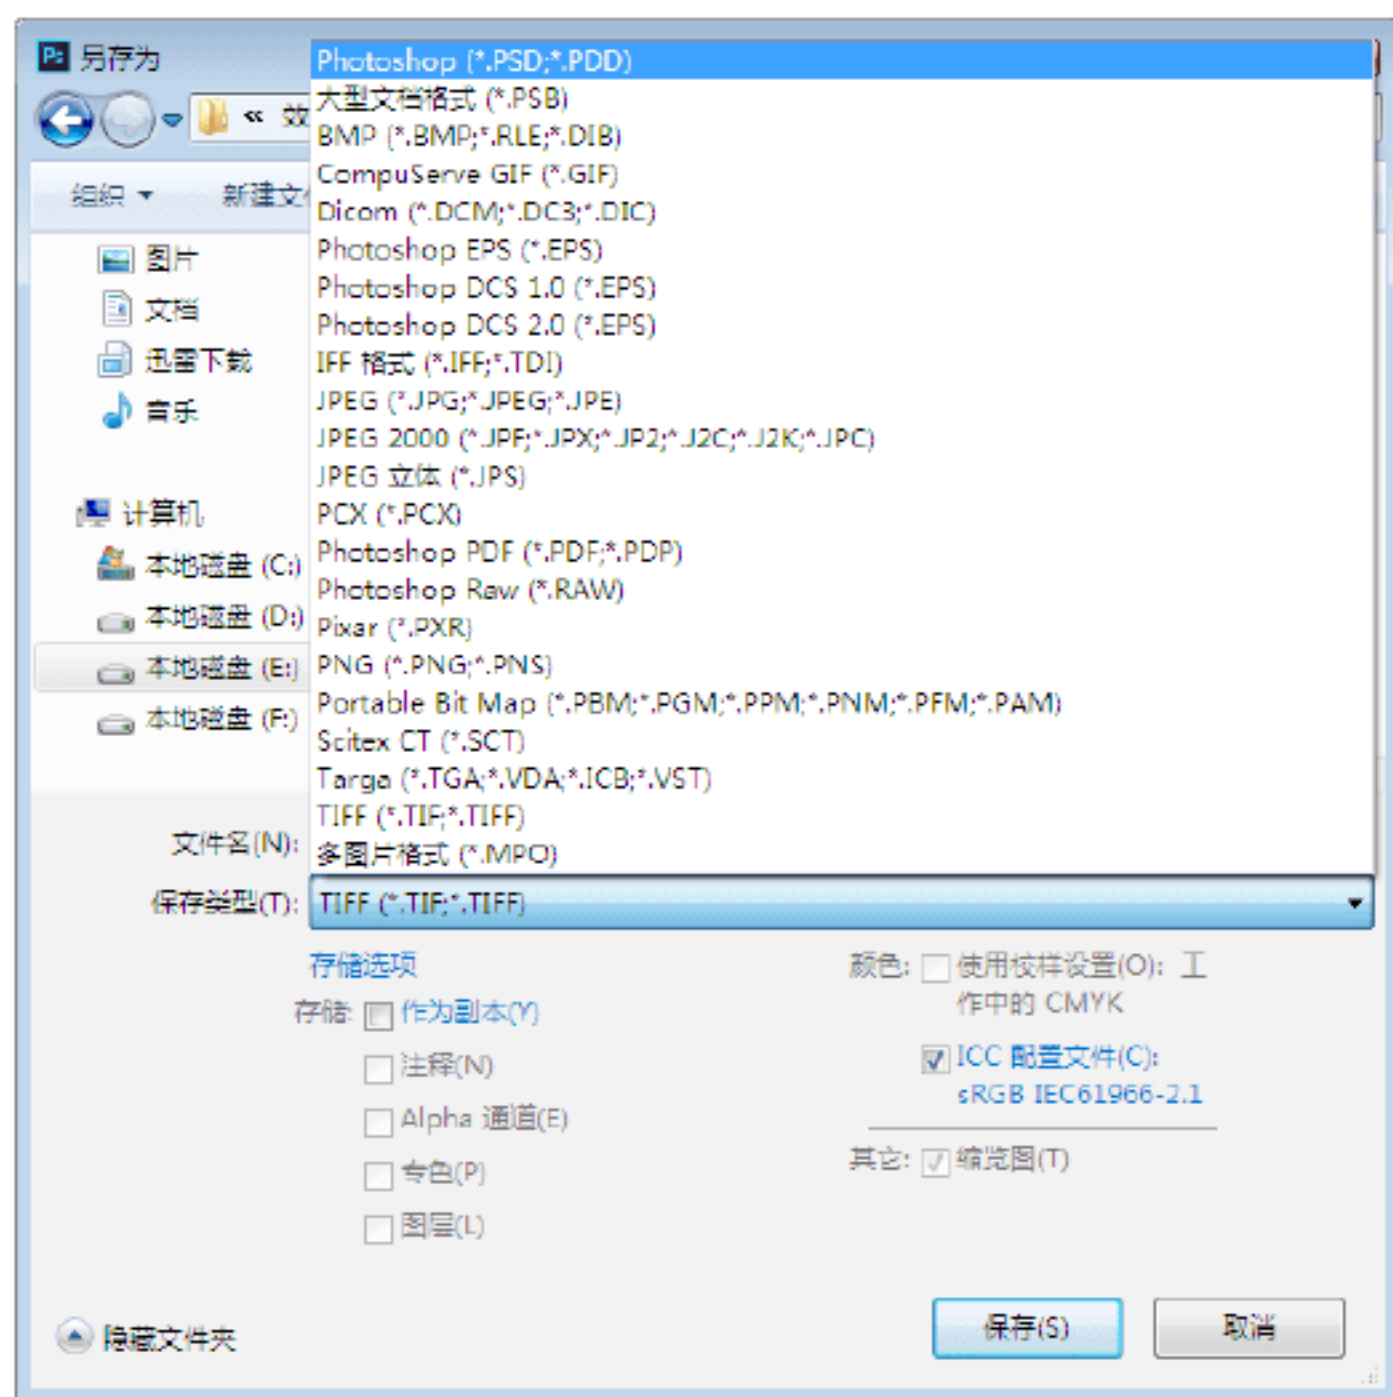 Ps 另存为
« 效
组织 新建文
图片
文档
迅雷下载
音乐
计算机
本地磁盘 (C:)
本地磁盘 (D:)
本地磁盘 (E:)
本地磁盘 (F:)
Photoshop (*.PSD;*.PDD)
大型文档格式 (*.PSB)
BMP (*.BMP;*.RLE;*.DIB)
CompuServe GIF (*.GIF)
Dicom (*.DCM;*.DC3;*.DIC)
Photoshop EPS (*.EPS)
Photoshop DCS 1.0 (*.EPS)
Photoshop DCS 2.0 (*.EPS)
IFF 格式 (*.IFF;*.TDI)
JPEG (*.JPG;*.JPEG;*.JPE)
JPEG 2000 (*.JPF;*.JPX;*.JP2;*.J2C;*.J2K;*.JPC)
JPEG 立体 (*.JPS)
PCX (*.PCX)
Photoshop PDF (*.PDF;*.PDP)
Photoshop Raw (*.RAW)
Pixar (*.PXR)
PNG (*.PNG;*.PNS)
Portable Bit Map (*.PBM;*.PGM;*.PPM;*.PNM;*.PFM;*.PAM)
Scitex CT (*.SCT)
Targa (*.TGA;*.VDA;*.ICB;*.VST)
TIFF (*.TIF;*.TIFF)
多图片格式 (*.MPO)
文件名(N):
保存类型(T): TIFF (*.TIF;*.TIFF)
存储选项
存储: 作为副本(Y)
注释(N)
Alpha 通道(E)
专色(P)
图层(L)
颜色: 使用校样设置(O): 工
作中的 CMYK
ICC 配置文件(C):
sRGB IEC61966-2.1
其它: 缩览图(T)
隐藏文件夹
保存(S) 取消